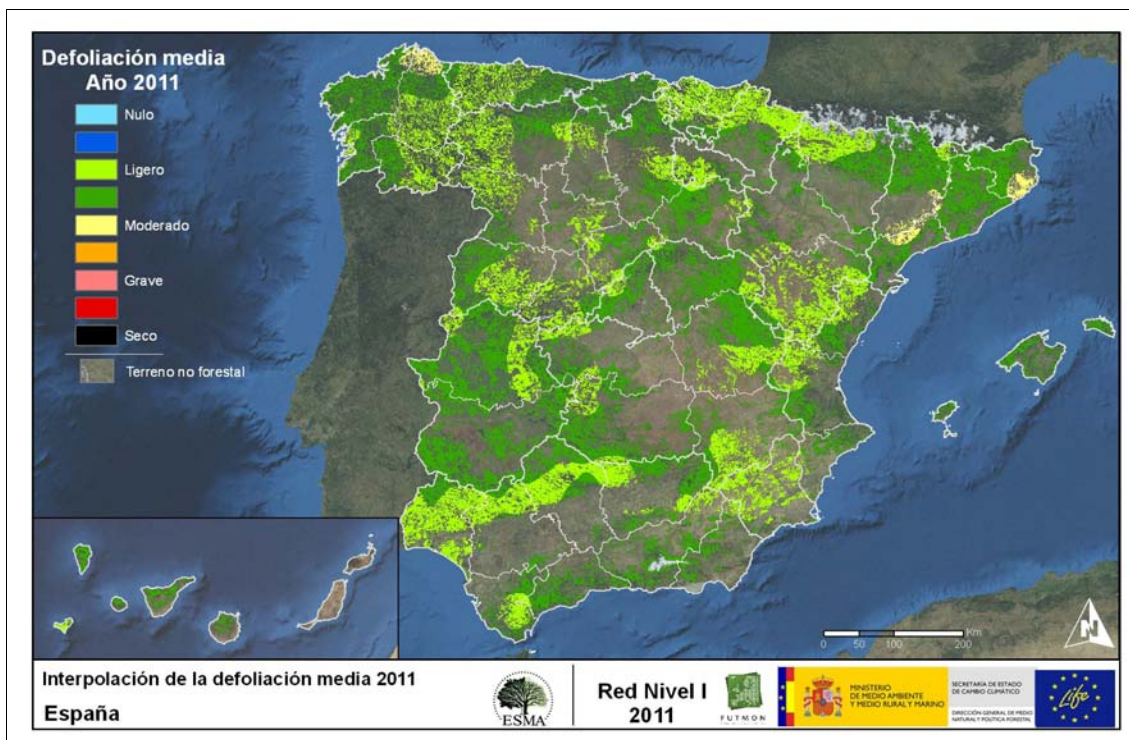 Defoliación media
Año 2011
Nulo
Ligero
Moderado
Grave
Seco
Terreno no forestal
N
Km
0 50 100 200
Interpolación de la defoliación media 2011
España
ESMA
Red Nivel I
2011
FUTMON
MINISTERIO
DE MEDIO AMBIENTE
Y MEDIO RURAL Y MARINO
SECRETARÍA DE ESTADO
DE CAMBIO CLIMÁTICO
DIRECCIÓN GENERAL DE MEDIO
NATURAL Y POLÍTICA FORESTAL
Life